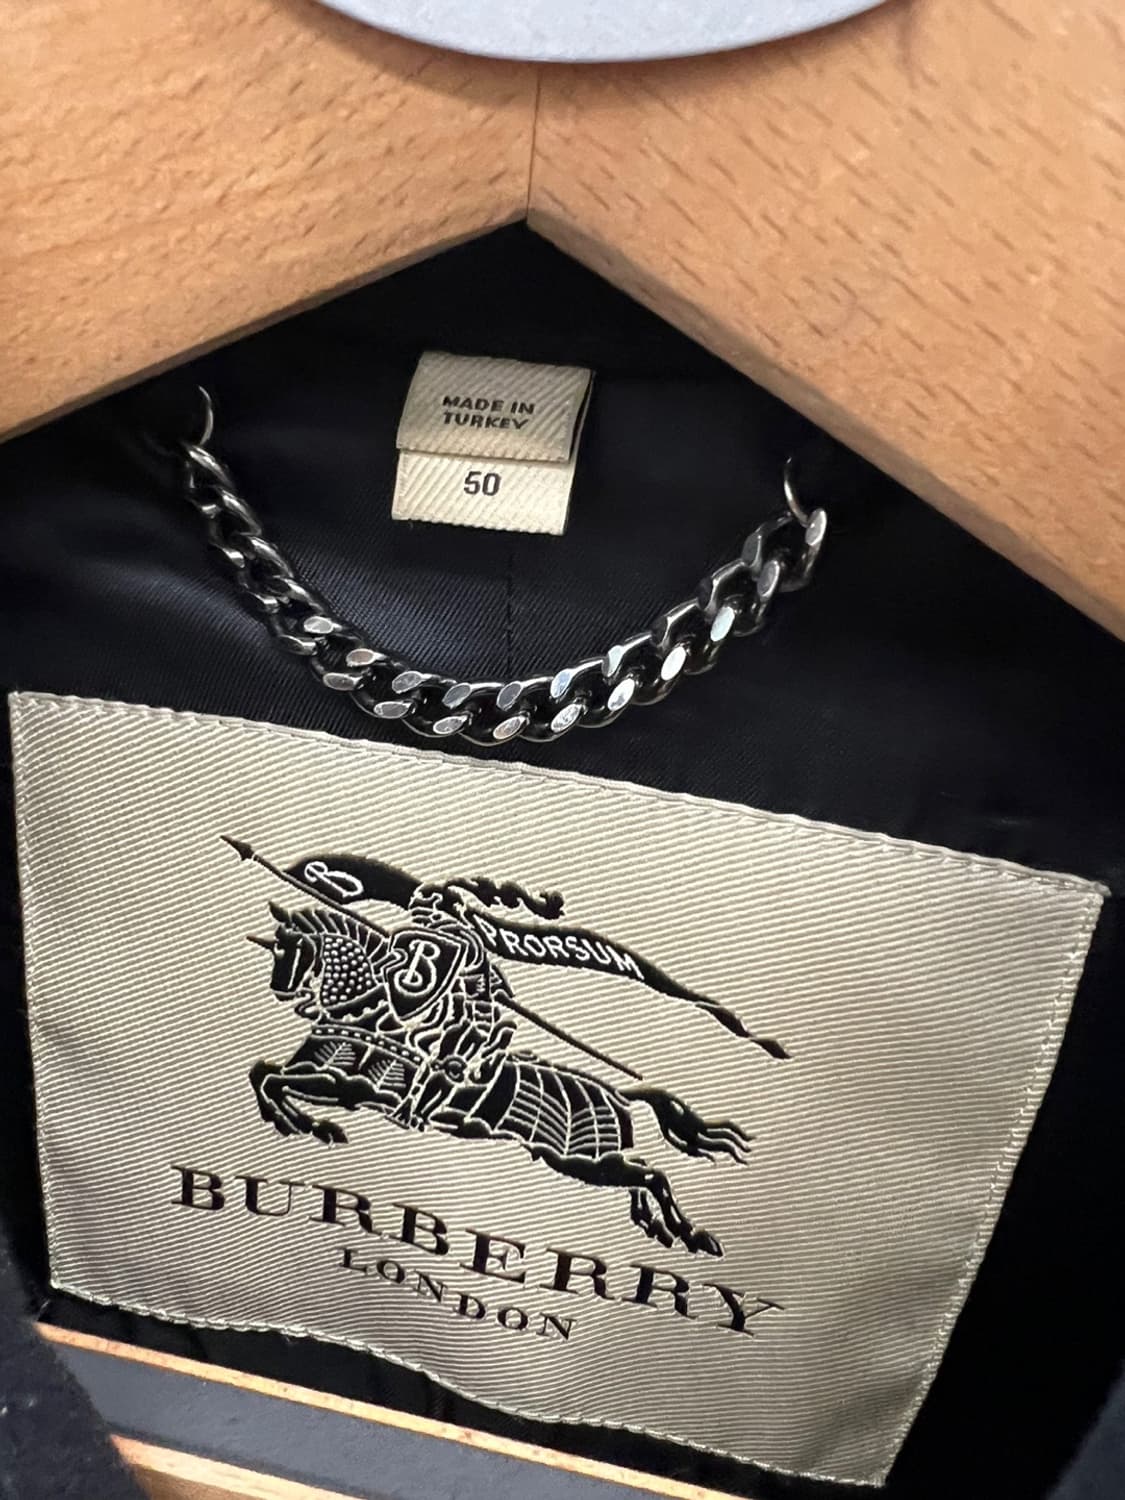 MADE IN
TURKEY
50
B
PRORSUM
B
BURBERRY
LONDON